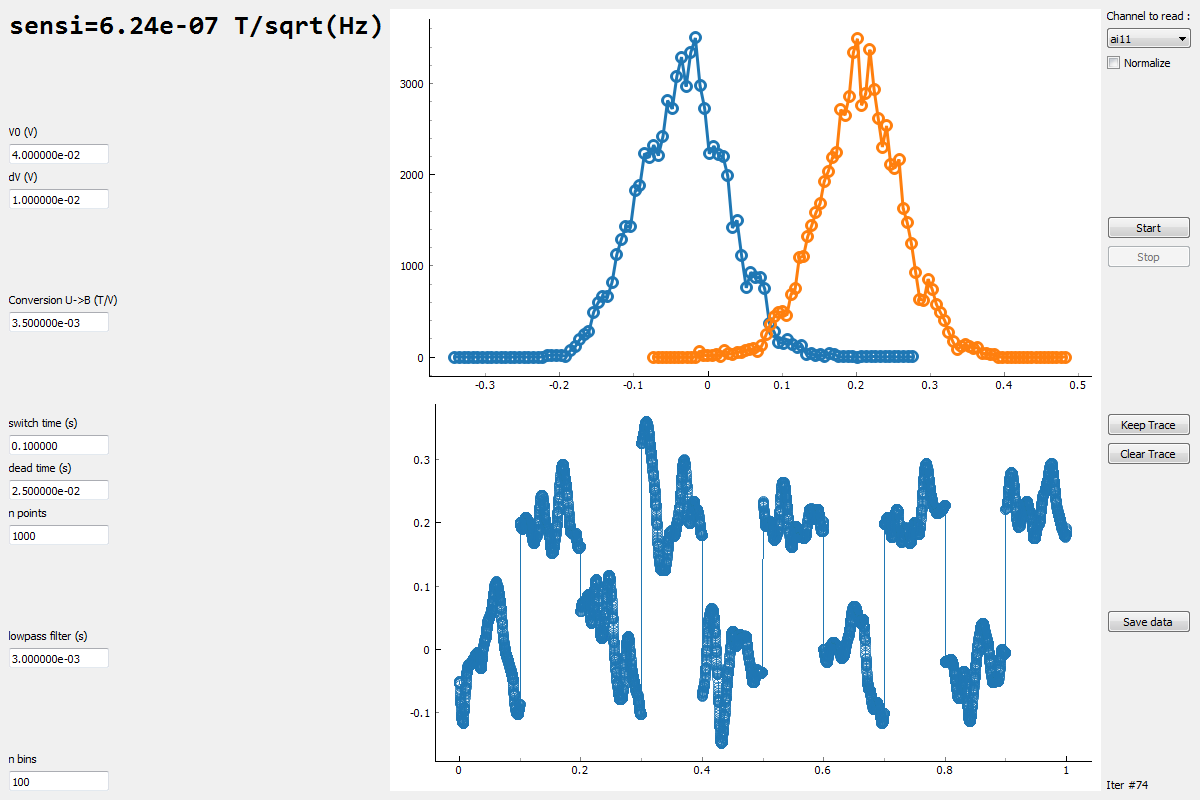 sensi=6.24e-07 T/sqrt(Hz)
Channel to read :
ai11
Normalize
V0 (V)
4.000000e-02
dV (V)
1.000000e-02
Start
Stop
Conversion U->B (T/V)
3.500000e-03
3000
2000
1000
0
-0.3
-0.2
-0.1
0
0.1
0.2
0.3
0.4
0.5
switch time (s)
0.100000
dead time (s)
2.500000e-02
n points
1000
Keep Trace
Clear Trace
0.3
0.2
0.1
0
-0.1
0
0.2
0.4
0.6
0.8
1
lowpass filter (s)
3.000000e-03
Save data
n bins
100
Iter #74